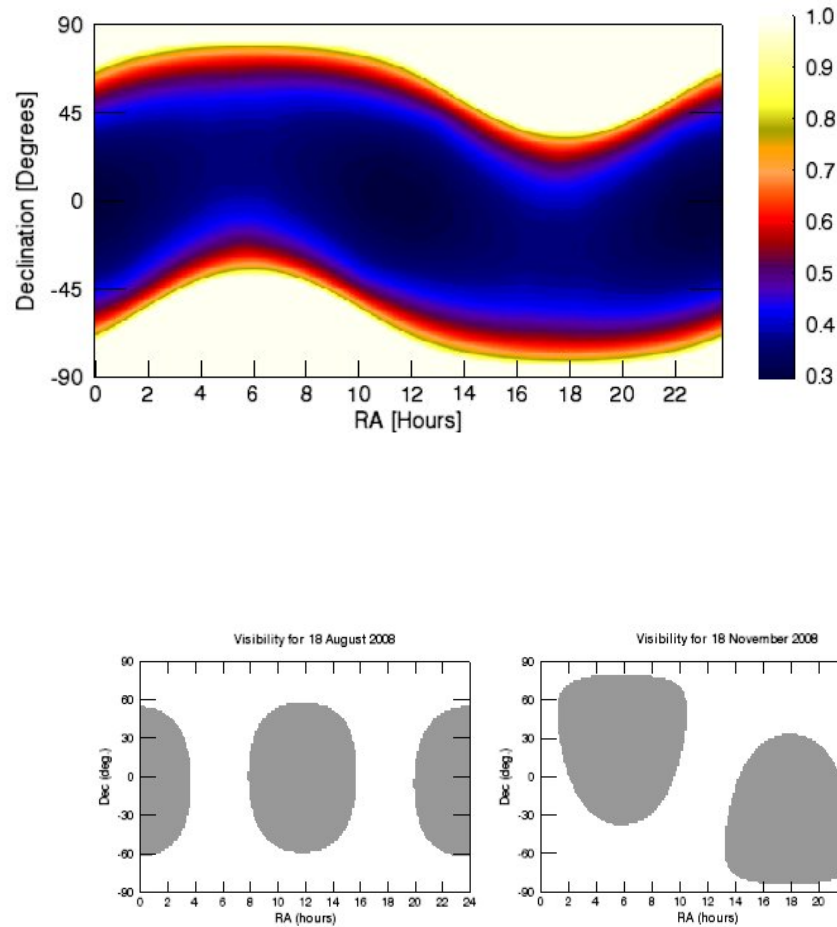 90
45
0
-45
-90
Declination [Degrees]
0 2 4 6 8 10 12 14 16 18 20 22
RA [Hours]
1.0
0.9
0.8
0.7
0.6
0.5
0.4
0.3
Visibility for 18 August 2008
90
60
30
0
-30
-60
-90
Dec (deg.)
0 2 4 6 8 10 12 14 16 18 20 22 24
RA (hours)
Visibility for 18 November 2008
90
60
30
0
-30
-60
-90
Dec (deg.)
0 2 4 6 8 10 12 14 16 18 20
RA (hours)